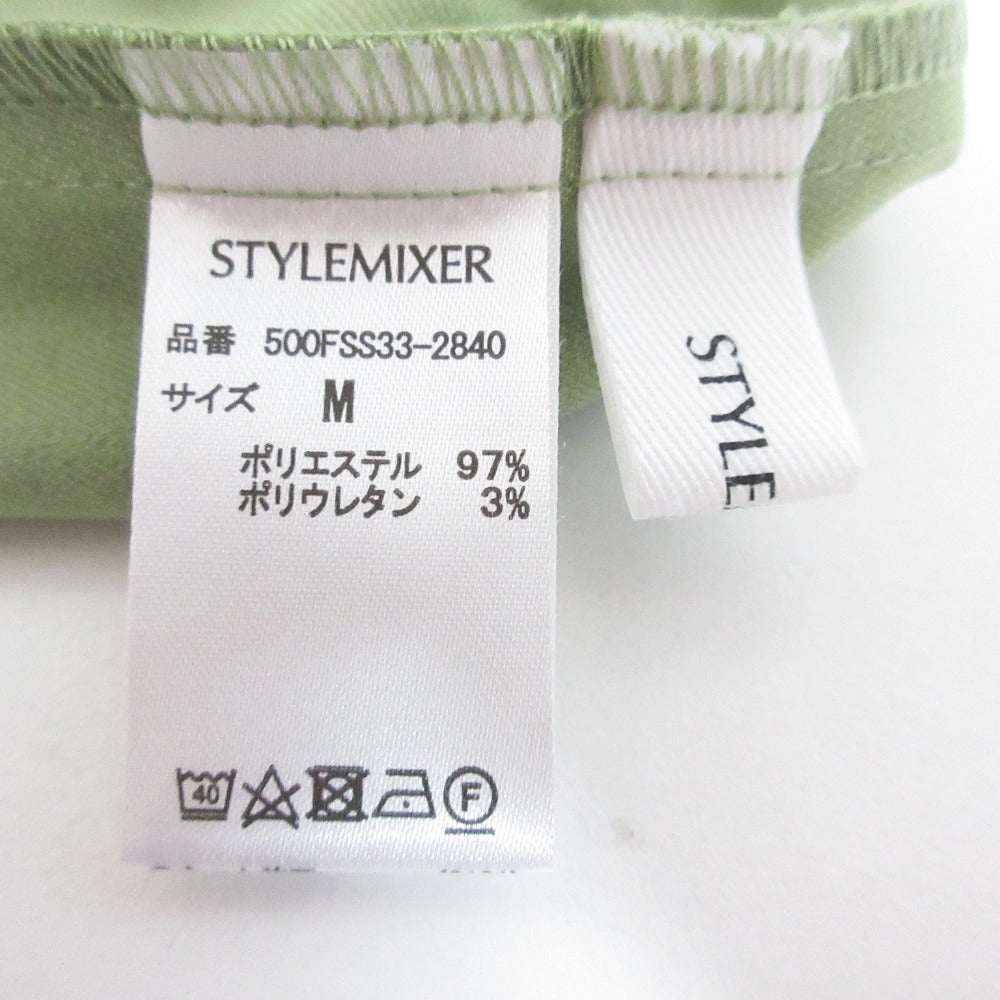 STYLEMIXER
品番 500FSS33-2840
サイズ M
ポリエステル 97%
ポリウレタン 3%
40
F
STYLE